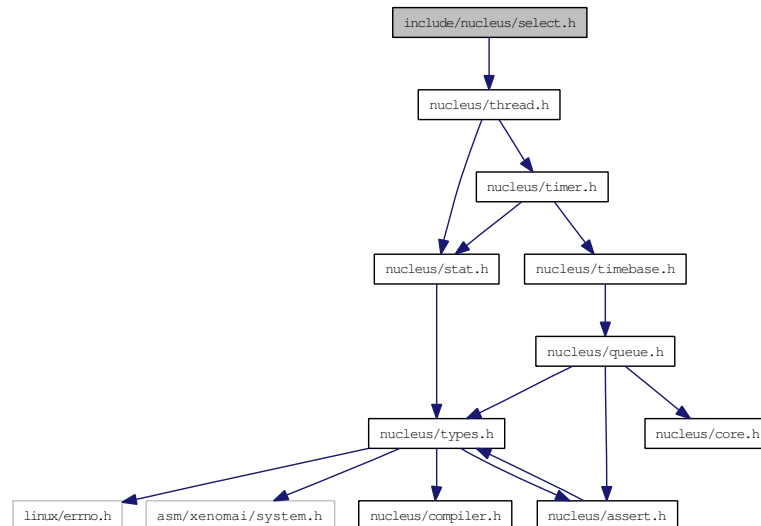 include/nucleus/select.h
nucleus/thread.h
nucleus/timer.h
nucleus/stat.h
nucleus/timebase.h
nucleus/queue.h
nucleus/types.h
nucleus/core.h
linux/errno.h
asm/xenomai/system.h
nucleus/compiler.h
nucleus/assert.h